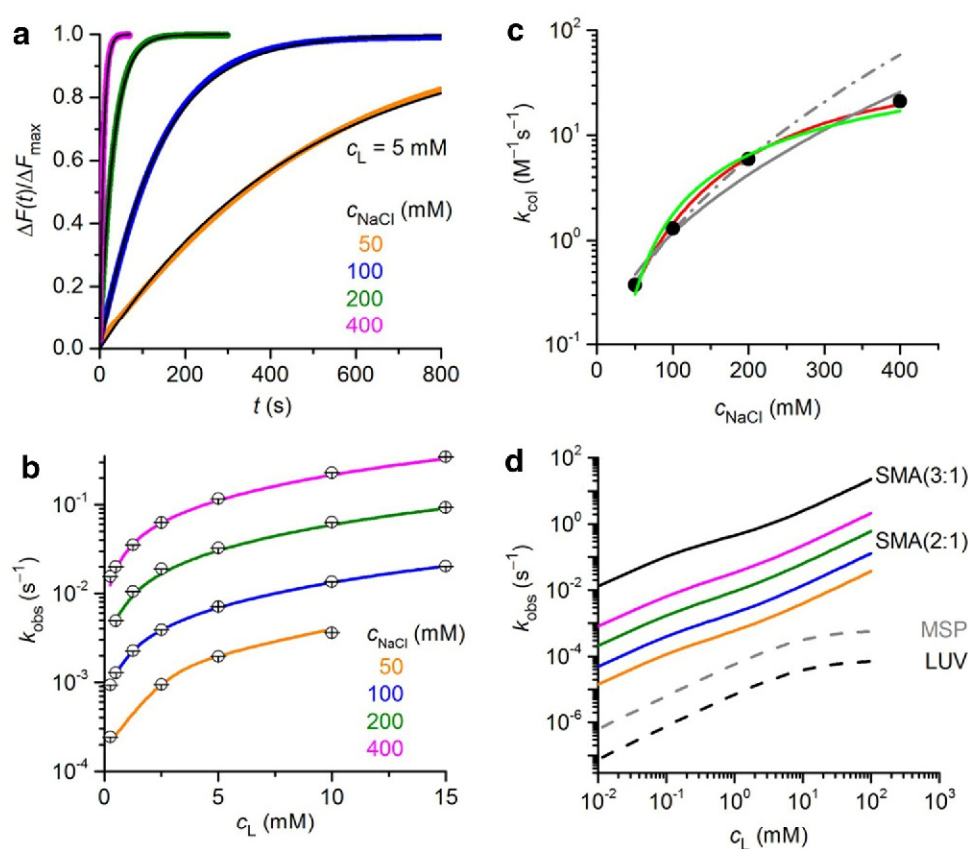 a
ΔF(t)/ΔFmax
1.0
0.8
0.6
0.4
0.2
0.0
cL = 5 mM
cNaCl (mM)
50
100
200
400
0 200 400 600 800
t (s)
c
kcol (M−1s−1)
10²
10¹
10⁰
10−1
0 100 200 300 400
cNaCl (mM)
b
kobs (s−1)
10−1
10−2
10−3
10−4
cNaCl (mM)
50
100
200
400
0 5 10 15
cL (mM)
d
kobs (s−1)
10²
10⁰
10−2
10−4
10−6
SMA(3:1)
SMA(2:1)
MSP
LUV
10−2 10−1 10⁰ 10¹ 10² 10³
cL (mM)